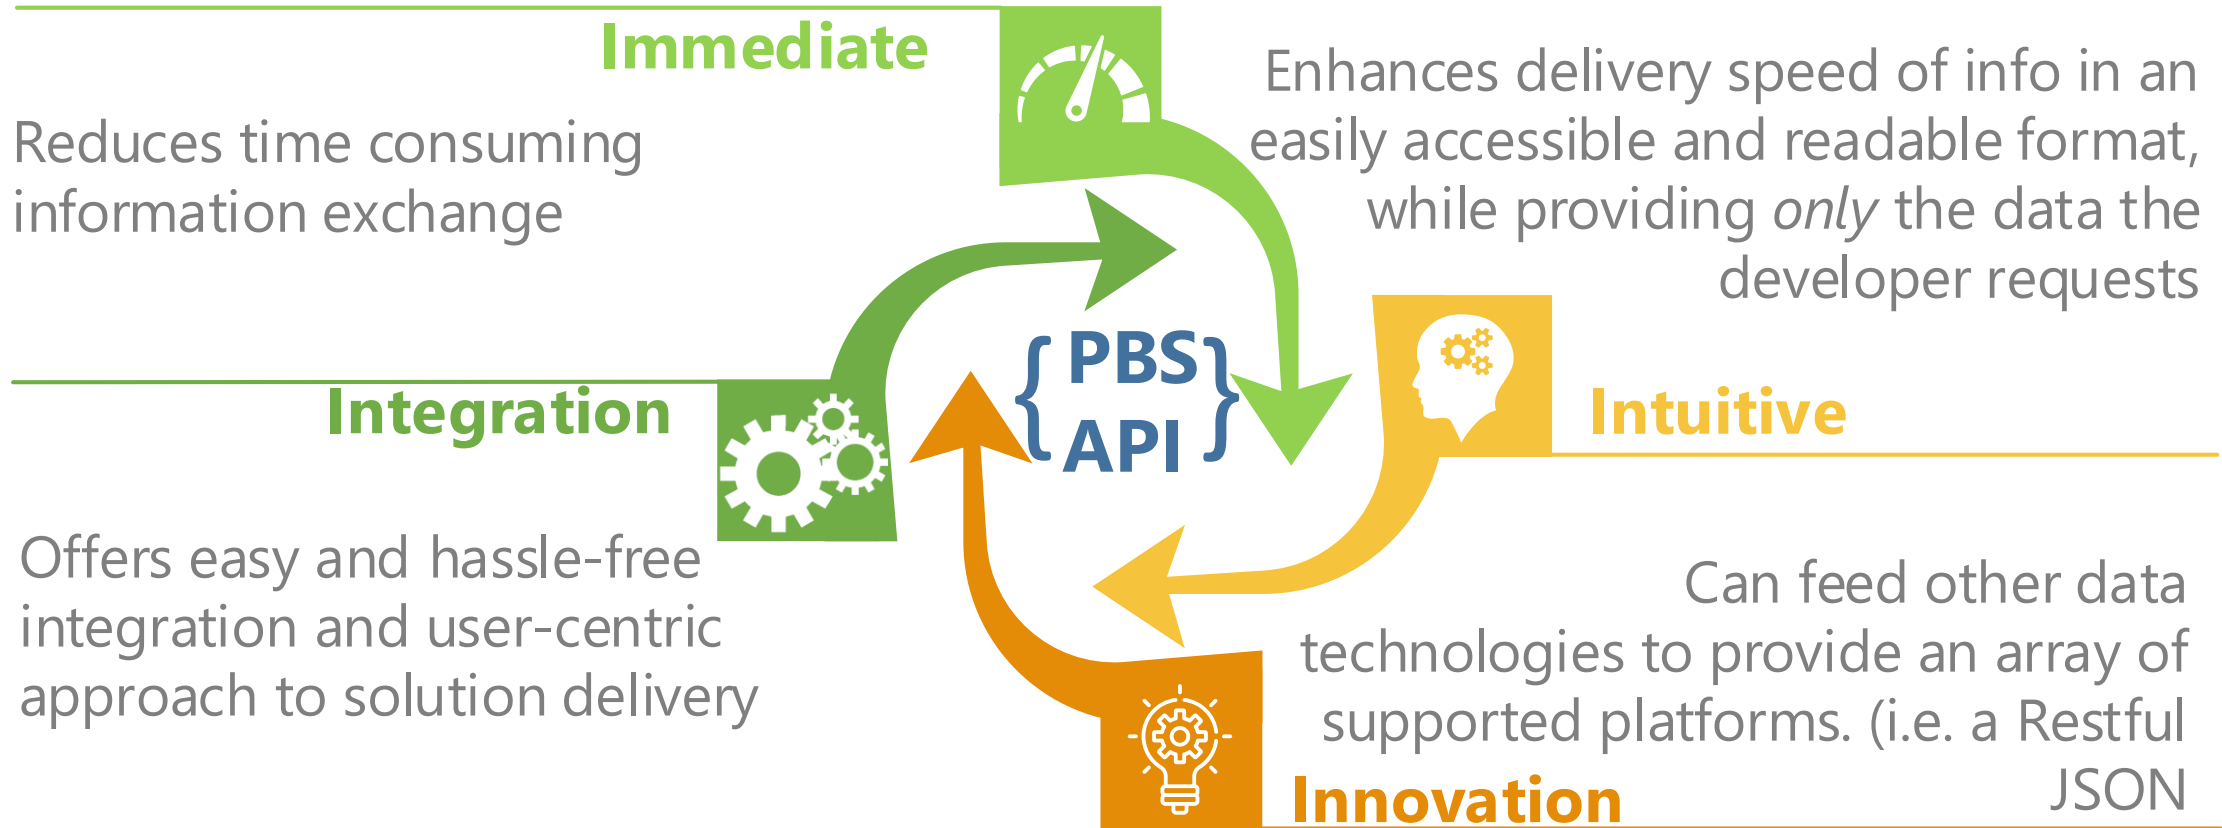 Immediate
Reduces time consuming
information exchange
Enhances delivery speed of info in an
easily accessible and readable format,
while providing only the data the
developer requests
{ PBS
API }
Integration
Intuitive
Offers easy and hassle-free
integration and user-centric
approach to solution delivery
Can feed other data
technologies to provide an array of
supported platforms. (i.e. a Restful
JSON
Innovation